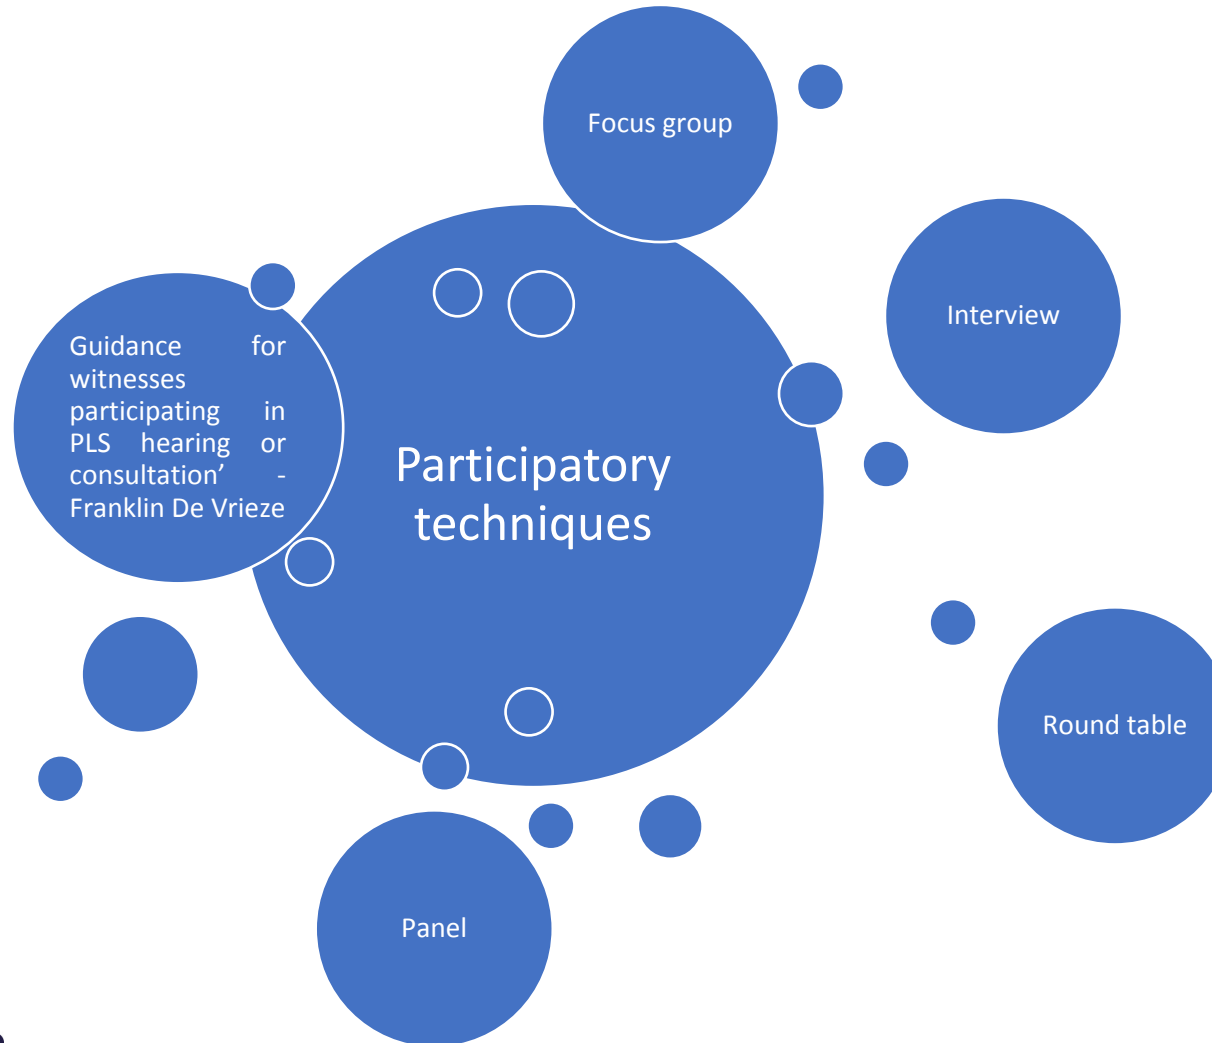 Focus group
Interview
Guidance for
witnesses
participating in
PLS hearing or
consultation’ -
Franklin De Vrieze
Participatory
techniques
Round table
Panel